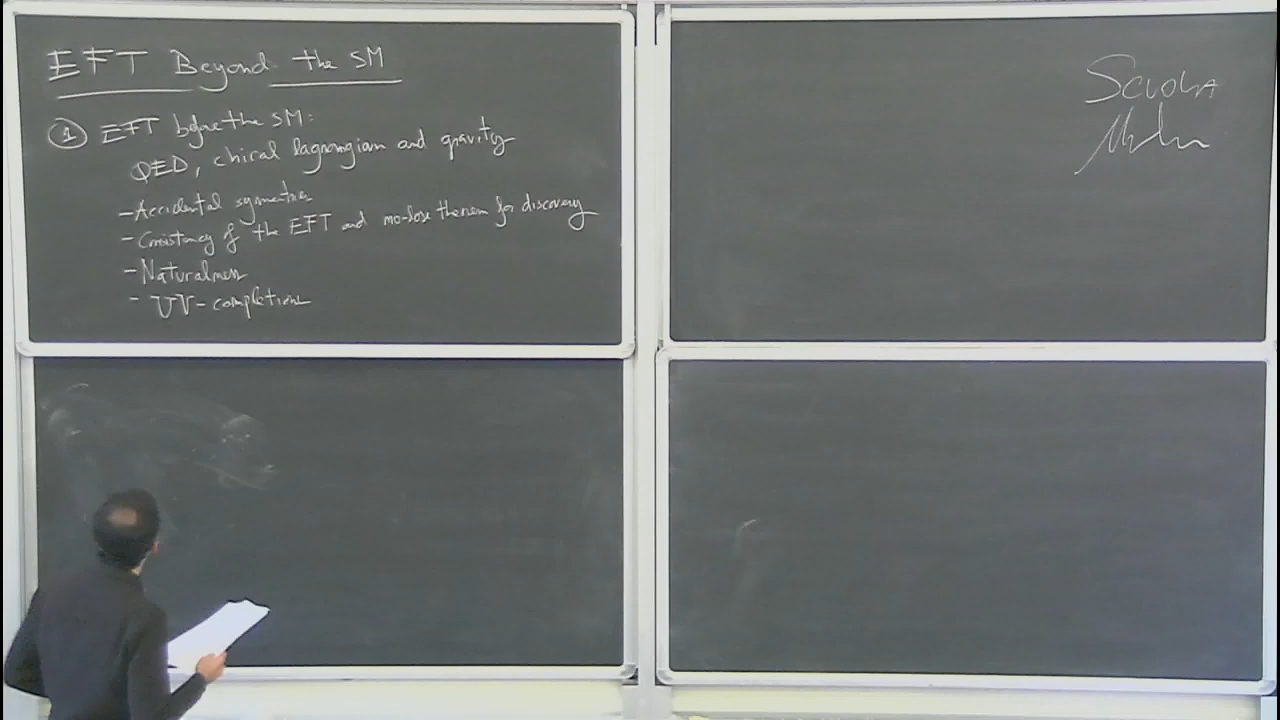 EFT Beyond the SM
① EFT before the SM:
QED, chiral lagrangian and gravity
- Accidental symmetries
- Consistency of the EFT and no-lose theorem for discovery
- Naturalness
- UV-completions
SCUOLA